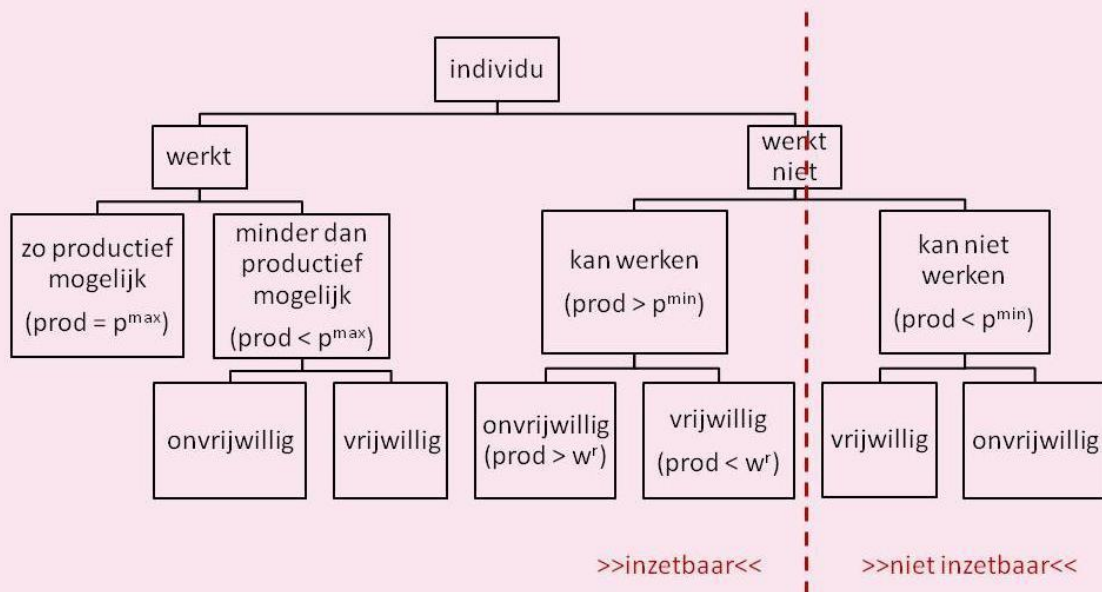 individu
werkt
werkt
niet
zo productief
mogelijk
(prod = pᵐᵃˣ)
minder dan
productief
mogelijk
(prod < pᵐᵃˣ)
kan werken
(prod > pᵐⁱⁿ)
kan niet
werken
(prod < pᵐⁱⁿ)
onvrijwillig
vrijwillig
onvrijwillig
(prod > wʳ)
vrijwillig
(prod < wʳ)
vrijwillig
onvrijwillig
>>inzetbaar<<
>>niet inzetbaar<<